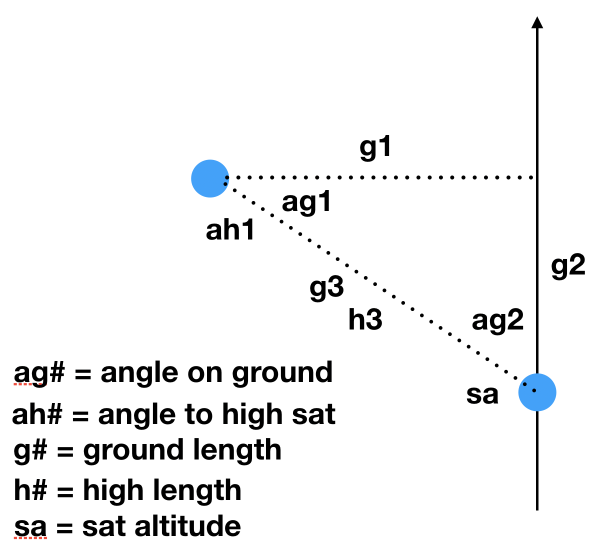 g1
ag1
ah1
g2
g3
h3
ag2
sa
ag# = angle on ground
ah# = angle to high sat
g# = ground length
h# = high length
sa = sat altitude